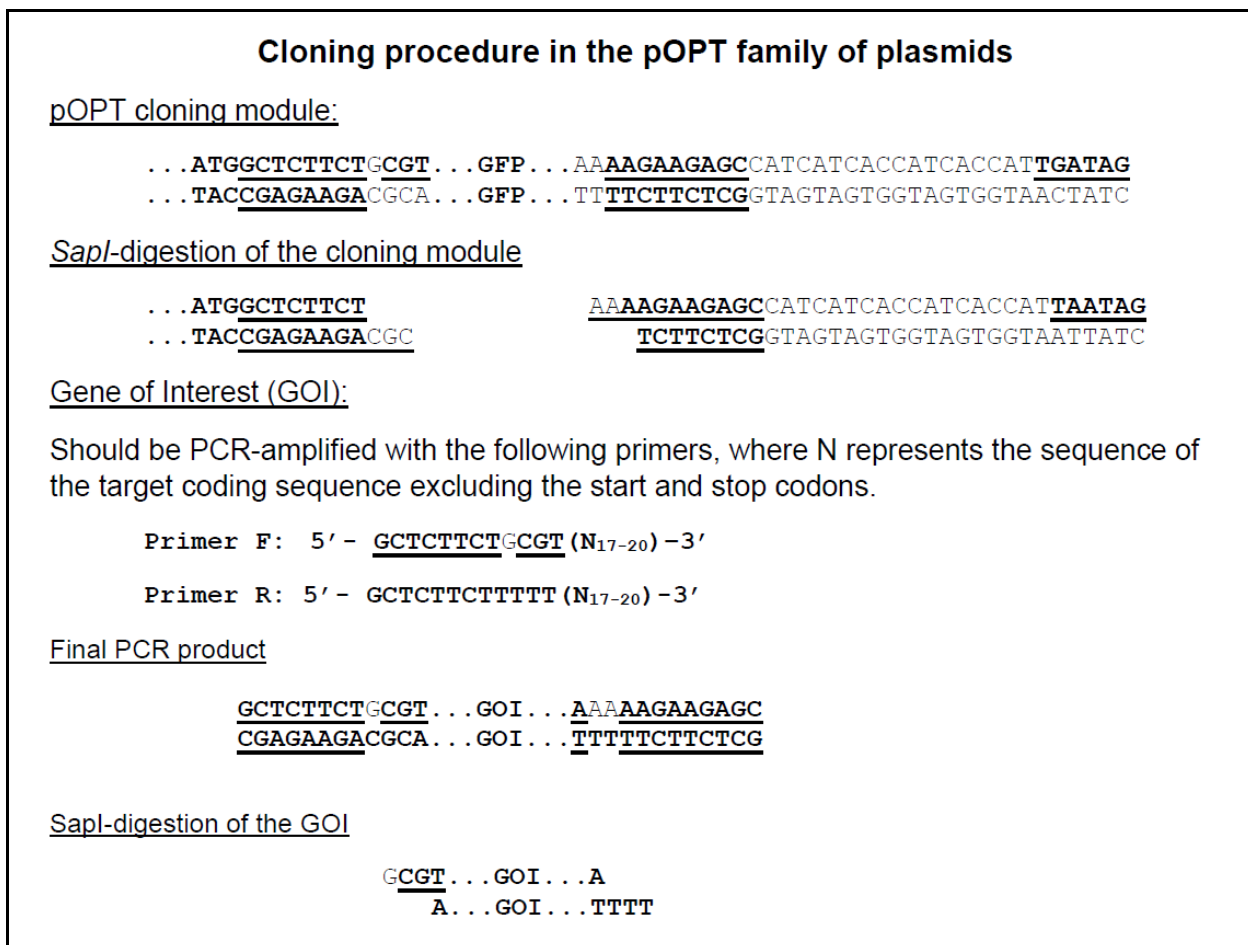 Cloning procedure in the pOPT family of plasmids
pOPT cloning module:
...ATGGCTCTTCTGCGT...GFP...AAAAGAAGAGCCATCATCACCATCACCATTGATAG
...TACCGAGAAGACGCA...GFP...TTTTCTTCTCGGTAGTAGTGGTAGTGGTAACTATC
SapI-digestion of the cloning module
...ATGGCTCTTCT AAAAGAAGAGCCATCATCACCATCACCATTAATAG
...TACCGAGAAGACGC TCTTCTCGGTAGTAGTGGTAGTGGTAATTATC
Gene of Interest (GOI):
Should be PCR-amplified with the following primers, where N represents the sequence of
the target coding sequence excluding the start and stop codons.
Primer F: 5'- GCTCTTCTGCGT(N17-20)-3'
Primer R: 5'- GCTCTTCTTTTT(N17-20)-3'
Final PCR product
GCTCTTCTGCGT...GOI...AAAAAGAAGAGC
CGAGAAGACGCA...GOI...TTTTTCTTCTCG
SapI-digestion of the GOI
GCGT...GOI...A
A...GOI...TTTT